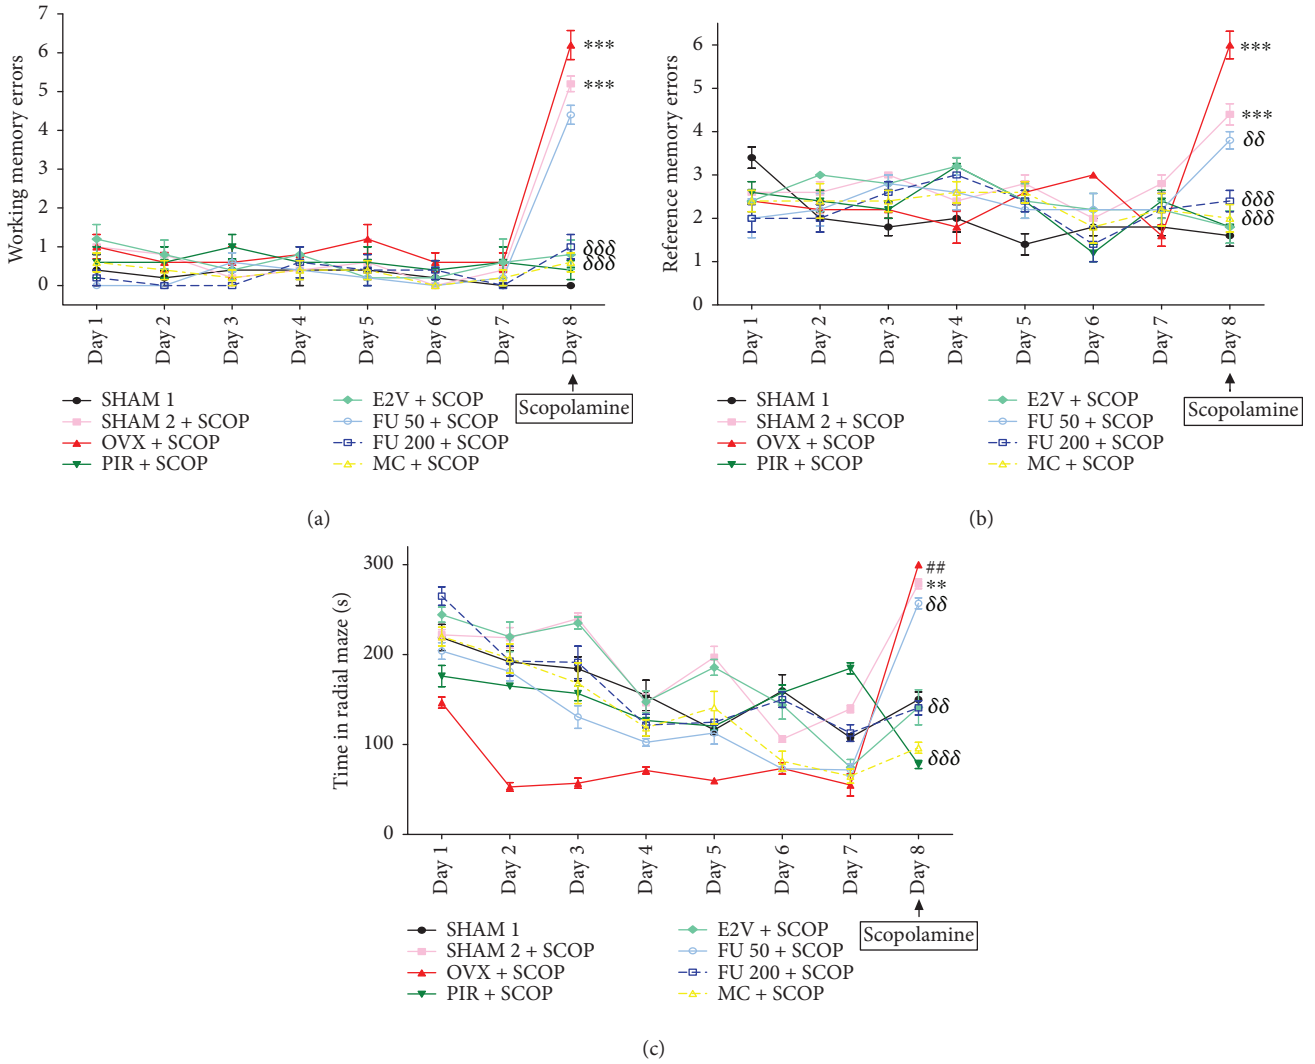 Working memory errors
7
6
5
4
3
2
1
0
***
***
δδδ
δδδ
Day 1
Day 2
Day 3
Day 4
Day 5
Day 6
Day 7
Day 8
Scopolamine
SHAM 1
SHAM 2 + SCOP
OVX + SCOP
PIR + SCOP
E2V + SCOP
FU 50 + SCOP
FU 200 + SCOP
MC + SCOP
(a)
Reference memory errors
6
5
4
3
2
1
0
***
***
δδ
δδδ
δδδ
Day 1
Day 2
Day 3
Day 4
Day 5
Day 6
Day 7
Day 8
Scopolamine
SHAM 1
SHAM 2 + SCOP
OVX + SCOP
PIR + SCOP
E2V + SCOP
FU 50 + SCOP
FU 200 + SCOP
MC + SCOP
(b)
Time in radial maze (s)
300
200
100
0
##
**
δδ
δδ
δδδ
Day 1
Day 2
Day 3
Day 4
Day 5
Day 6
Day 7
Day 8
Scopolamine
SHAM 1
SHAM 2 + SCOP
OVX + SCOP
PIR + SCOP
E2V + SCOP
FU 50 + SCOP
FU 200 + SCOP
MC + SCOP
(c)